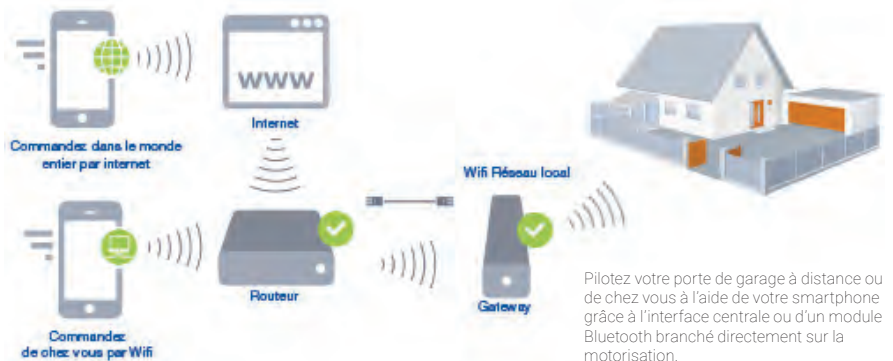 www
Internet
Commandez dans le monde
entier par internet
Wifi Réseau local
Routeur
Gateway
Commandez
de chez vous par Wifi
Pilotez votre porte de garage à distance ou
de chez vous à l'aide de votre smartphone
grâce à l'interface centrale ou d'un module
Bluetooth branché directement sur la
motorisation.